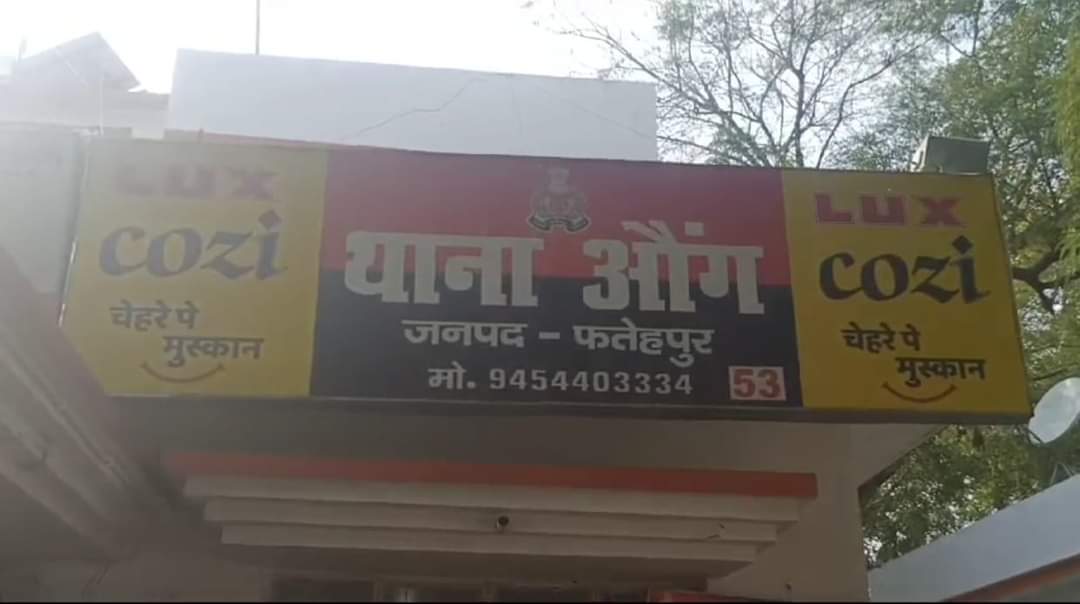 LUX
cozi
चेहरे पे
मुस्कान
थाना औंग
जनपद - फतेहपुर
मो. 9454403334
53
LUX
cozi
चेहरे पे
मुस्कान